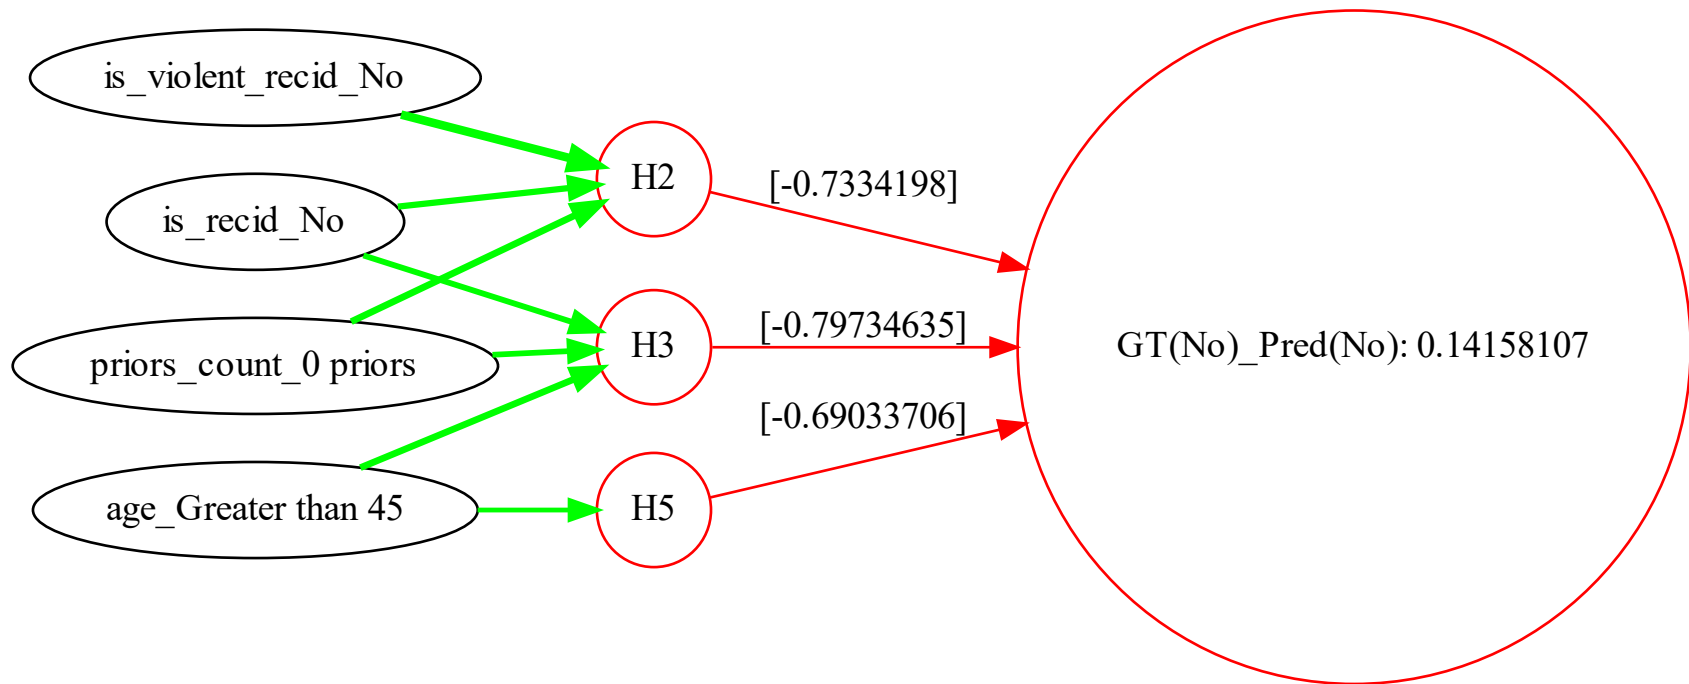 is_violent_recid_No
is_recid_No
priors_count_0 priors
age_Greater than 45
H2
H3
H5
[-0.7334198]
[-0.79734635]
[-0.69033706]
GT(No)_Pred(No): 0.14158107